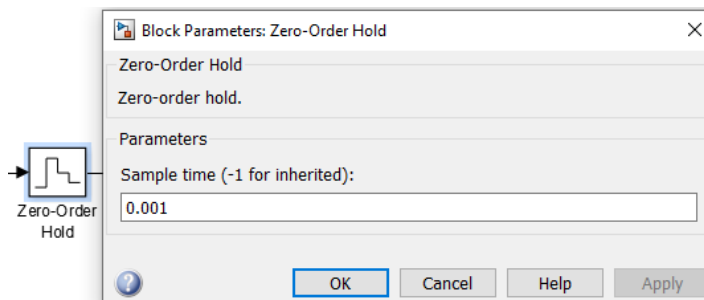 Block Parameters: Zero-Order Hold
Zero-Order Hold
Zero-order hold.
Parameters
Sample time (-1 for inherited):
0.001
Zero-Order
Hold
OK Cancel Help Apply